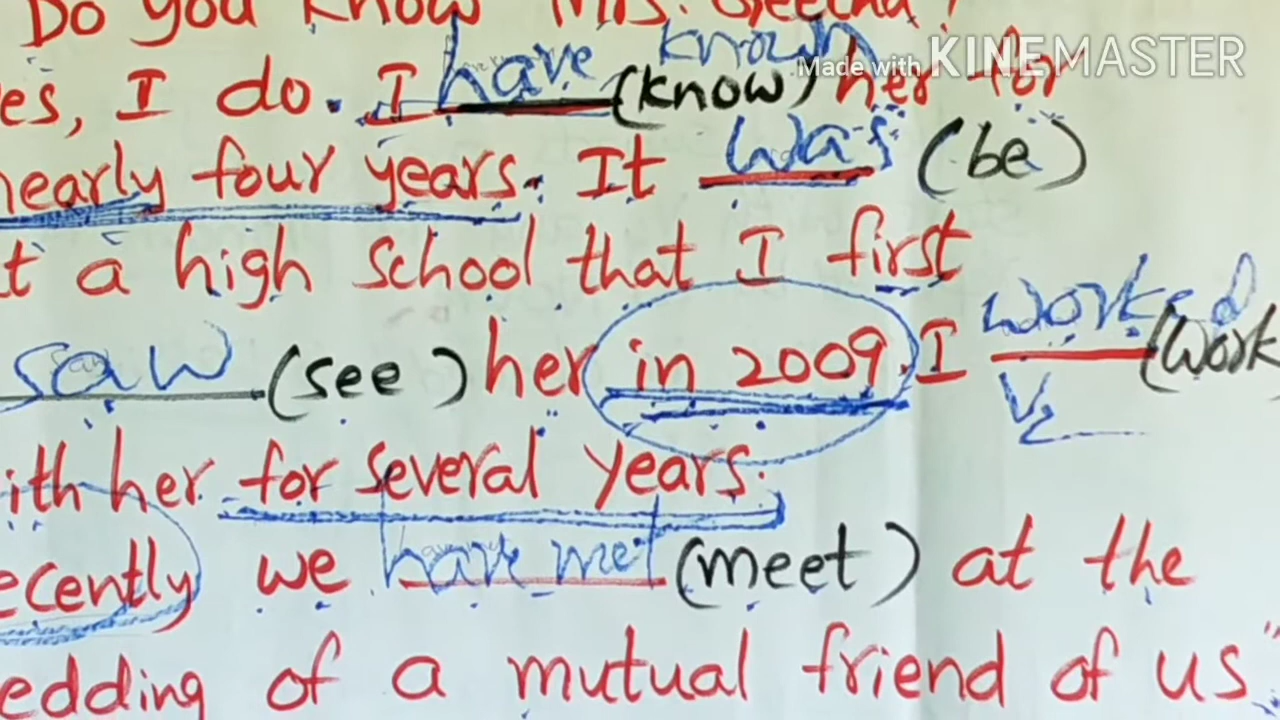 Do you know Mrs. Geetha?
Made with KINEMASTER
es, I do. I have known (know) her for
nearly four years. It was (be)
t a high school that I first
saw (see) her in 2009. I worked (work
ith her for several years.
V2
ecently we have met (meet) at the
edding of a mutual friend of us"